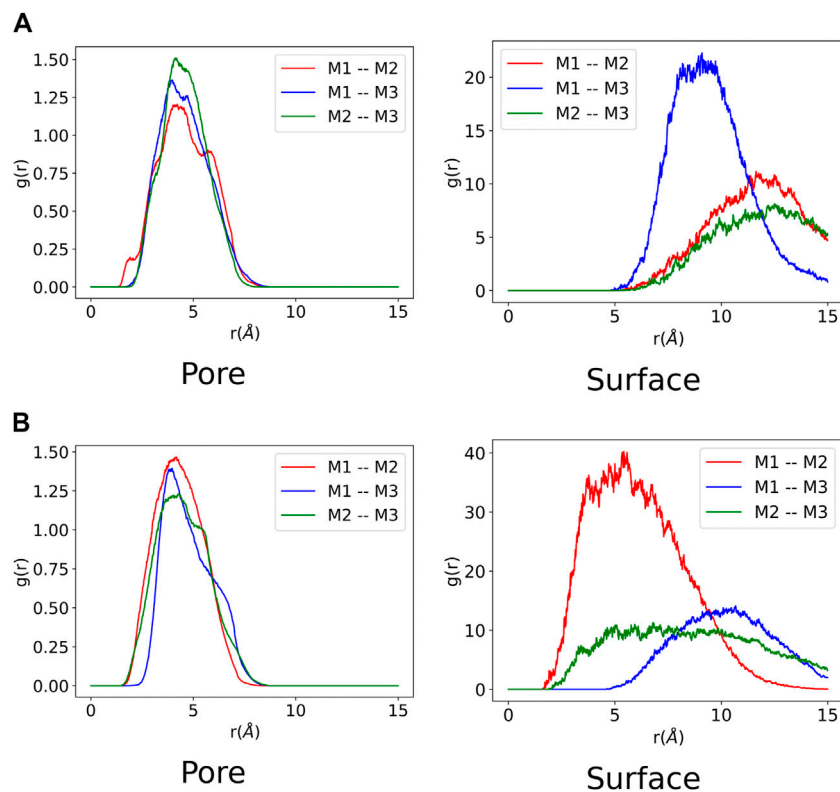 A
g(r)
1.50
1.25
1.00
0.75
0.50
0.25
0.00
M1 -- M2
M1 -- M3
M2 -- M3
0 5 10 15
r(Å)
Pore
g(r)
20
15
10
5
0
M1 -- M2
M1 -- M3
M2 -- M3
0 5 10 15
r(Å)
Surface
B
g(r)
1.50
1.25
1.00
0.75
0.50
0.25
0.00
M1 -- M2
M1 -- M3
M2 -- M3
0 5 10 15
r(Å)
Pore
g(r)
40
30
20
10
0
M1 -- M2
M1 -- M3
M2 -- M3
0 5 10 15
r(Å)
Surface